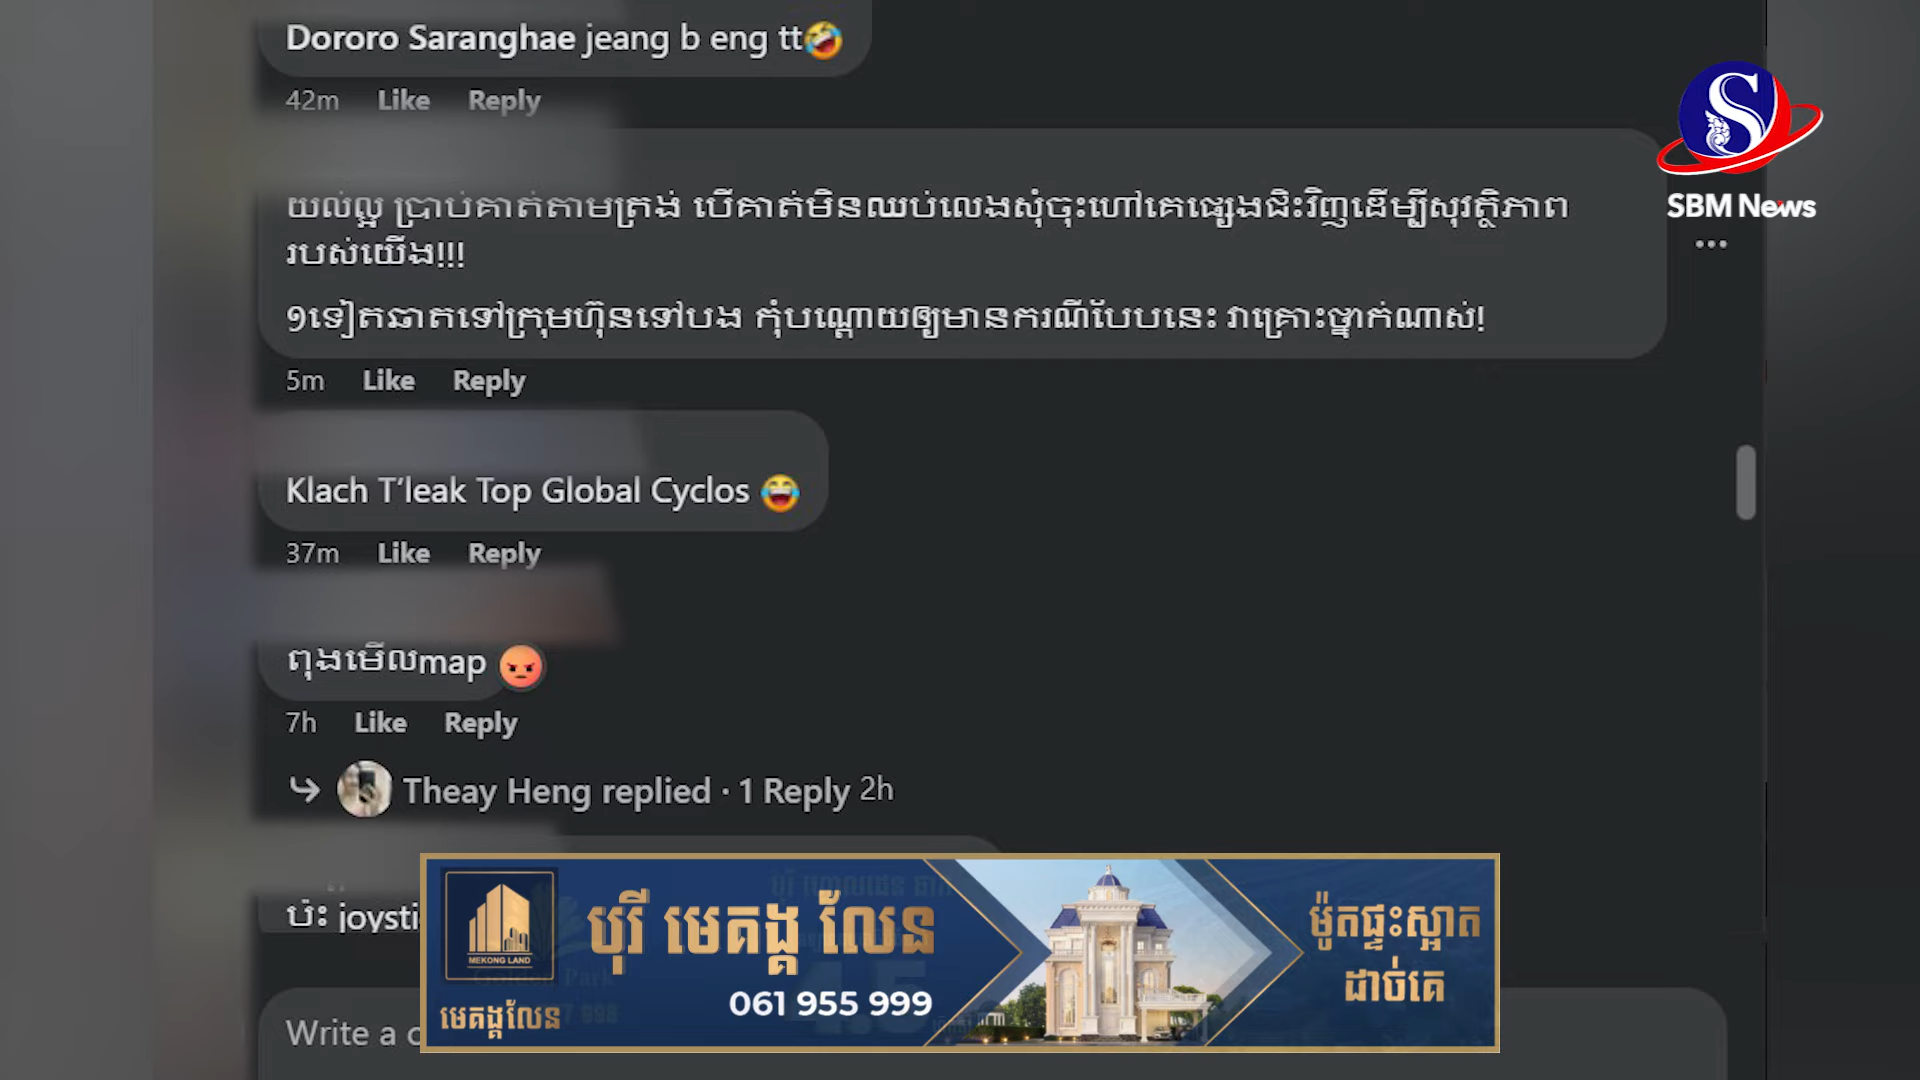 Dororo Saranghae jeang b eng tt🤣
42m Like Reply
យល់ល្អ ប្រាប់គាត់តាមត្រង់ បើគាត់មិនឈប់លេងសុំចុះហៅគេផ្សេងជិះវិញដើម្បីសុវត្ថិភាព
របស់យើង!!!
១ទៀតឆាតទៅក្រុមហ៊ុនទៅបង កុំបណ្ដោយឲ្យមានករណីបែបនេះ វាគ្រោះថ្នាក់ណាស់!
5m Like Reply
Klach T'leak Top Global Cyclos 😂
37m Like Reply
ពុងមើលmap 😡
7h Like Reply
Theay Heng replied · 1 Reply 2h
ប៉ះ
Write a
SBM News
MEKONG LAND
មេគង្គលែន
បុរី មេគង្គ លែន
061 955 999
ម៉ូតផ្ទះស្អាត
ដាច់គេ